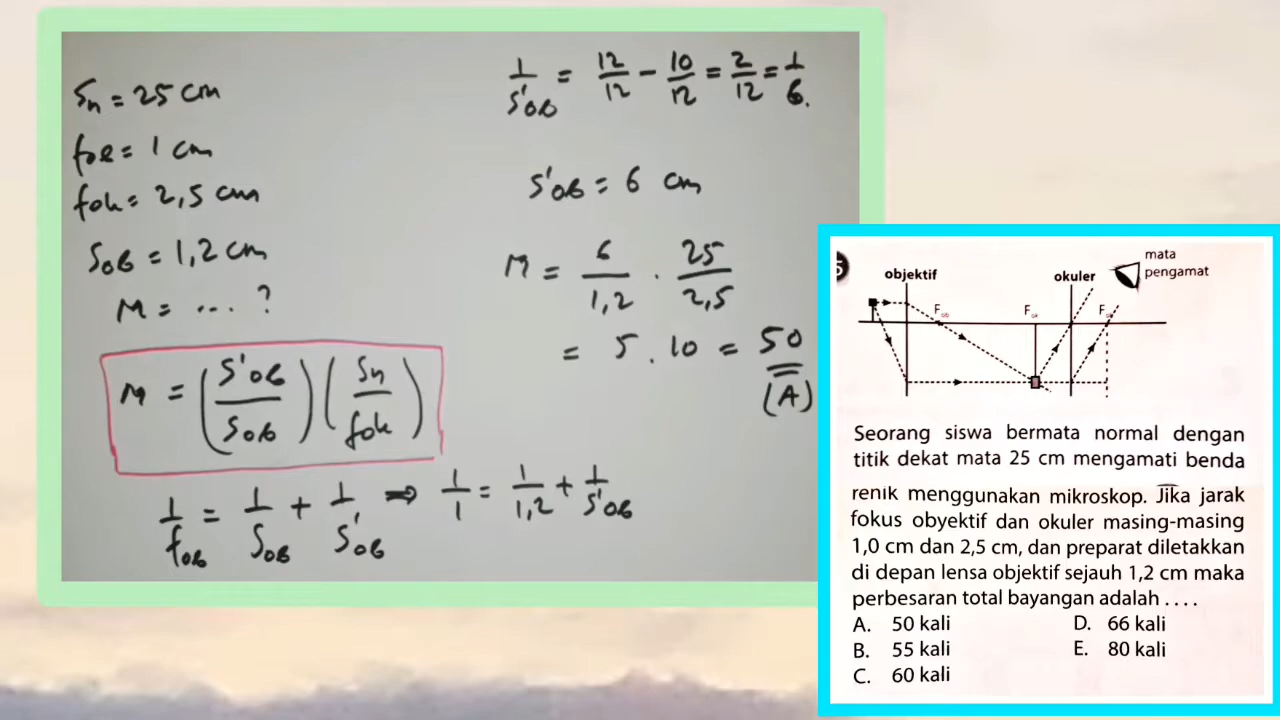 Sn = 25 cm
fob = 1 cm
fok = 2,5 cm
SOB = 1,2 cm
M = .... ?
M = (S'OB / SOB) (Sn / fok)
1/fOB = 1/SOB + 1/S'OB ⇒ 1/1 = 1/1,2 + 1/S'OB
1/S'OB = 12/12 - 10/12 = 2/12 = 1/6.
S'OB = 6 cm
M = 6/1,2 . 25/2,5
= 5 . 10 = 50
(A)
objektif
okuler
mata
pengamat
Fob
Fok
Fok
Seorang siswa bermata normal dengan
titik dekat mata 25 cm mengamati benda
renik menggunakan mikroskop. Jika jarak
fokus obyektif dan okuler masing-masing
1,0 cm dan 2,5 cm, dan preparat diletakkan
di depan lensa objektif sejauh 1,2 cm maka
perbesaran total bayangan adalah . . . .
A. 50 kali
B. 55 kali
C. 60 kali
D. 66 kali
E. 80 kali